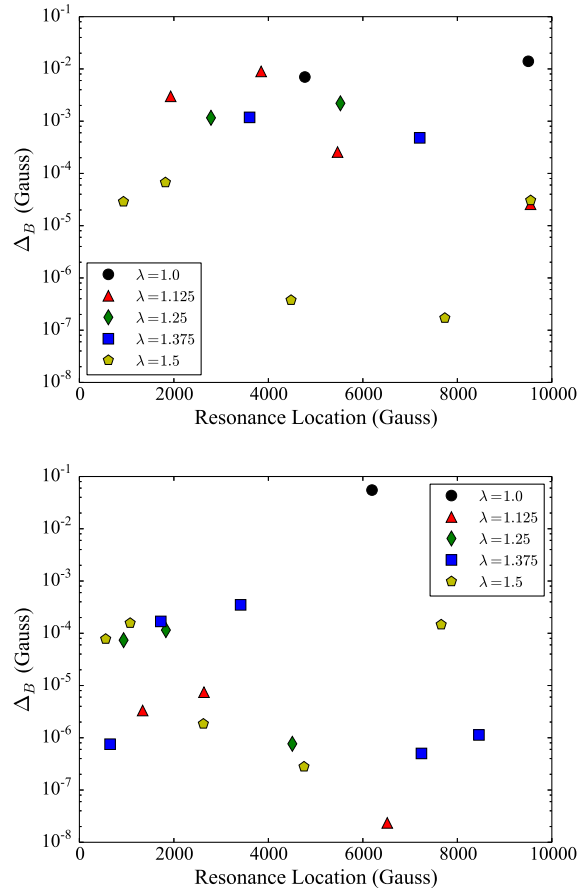 10⁻¹
10⁻²
10⁻³
10⁻⁴
10⁻⁵
10⁻⁶
10⁻⁷
10⁻⁸
Δ_B (Gauss)
λ=1.0
λ=1.125
λ=1.25
λ=1.375
λ=1.5
0 2000 4000 6000 8000 10000
Resonance Location (Gauss)
10⁻¹
10⁻²
10⁻³
10⁻⁴
10⁻⁵
10⁻⁶
10⁻⁷
10⁻⁸
Δ_B (Gauss)
λ=1.0
λ=1.125
λ=1.25
λ=1.375
λ=1.5
0 2000 4000 6000 8000 10000
Resonance Location (Gauss)